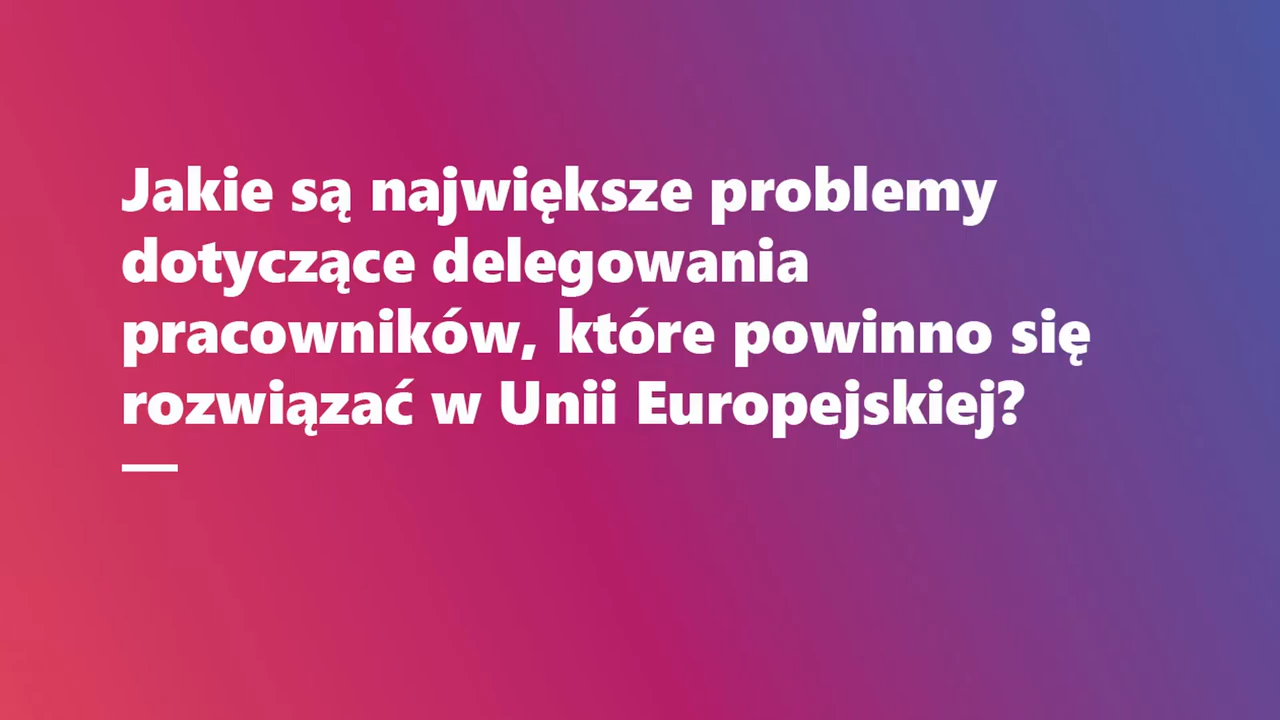 Jakie są największe problemy
dotyczące delegowania
pracowników, które powinno się
rozwiązać w Unii Europejskiej?